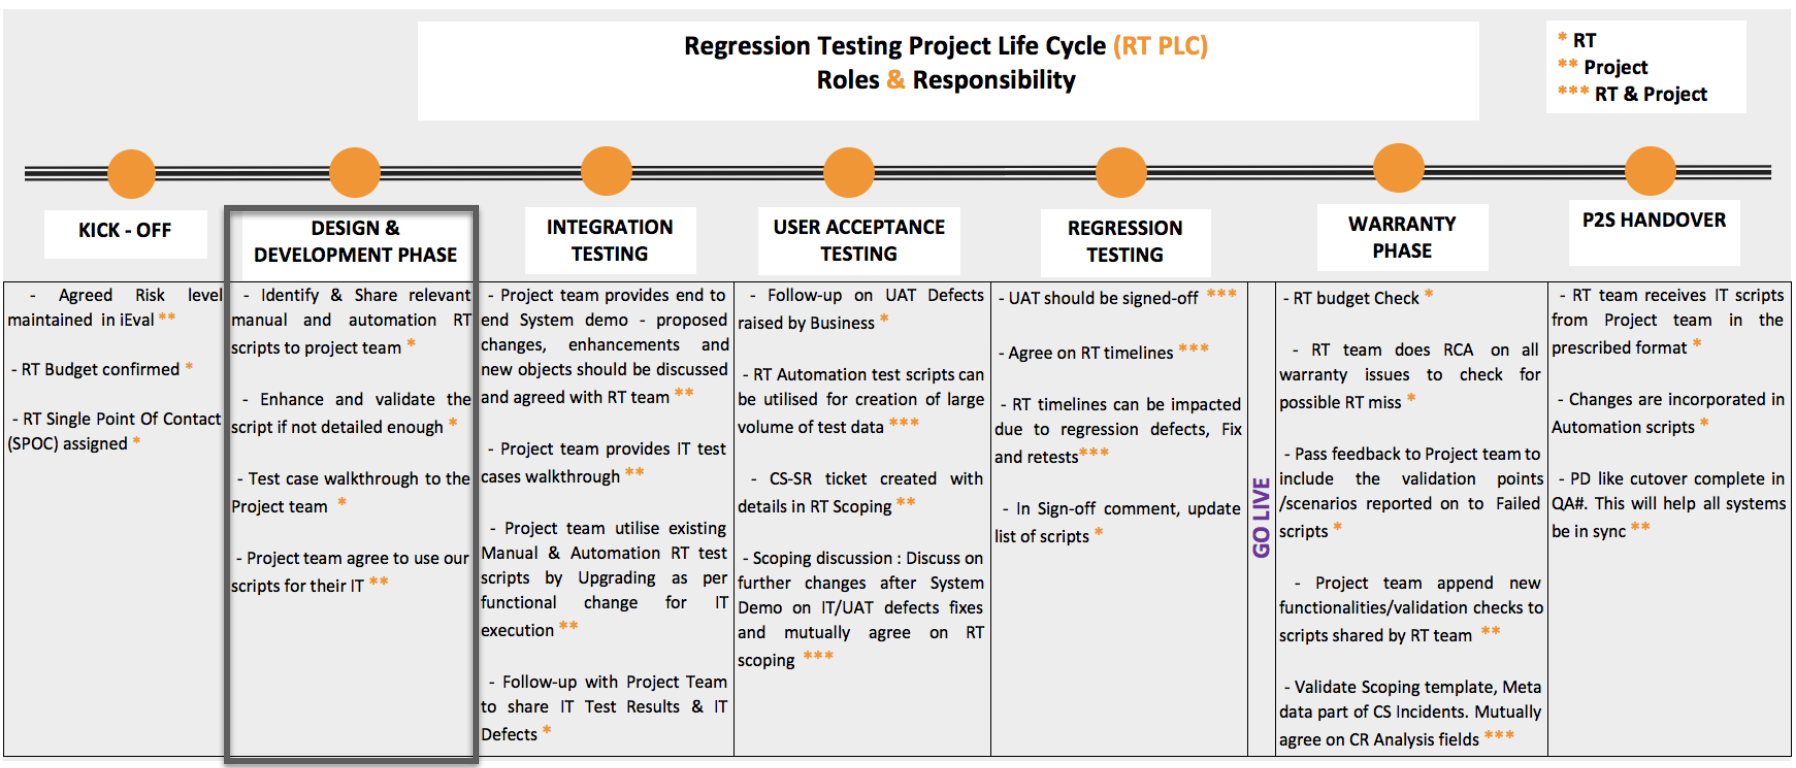 Regression Testing Project Life Cycle (RT PLC)
Roles & Responsibility
* RT
** Project
*** RT & Project
KICK - OFF
- Agreed Risk level
maintained in iEval **
- RT Budget confirmed *
- RT Single Point Of Contact
(SPOC) assigned *
DESIGN &
DEVELOPMENT PHASE
- Identify & Share relevant
manual and automation RT
scripts to project team *
- Enhance and validate the
script if not detailed enough *
- Test case walkthrough to the
Project team *
- Project team agree to use our
scripts for their IT **
INTEGRATION
TESTING
- Project team provides end to
end System demo - proposed
changes, enhancements and
new objects should be discussed
and agreed with RT team **
- Project team provides IT test
cases walkthrough **
- Project team utilise existing
Manual & Automation RT test
scripts by Upgrading as per
functional change for IT
execution **
- Follow-up with Project Team
to share IT Test Results & IT
Defects *
USER ACCEPTANCE
TESTING
- Follow-up on UAT Defects
raised by Business *
- RT Automation test scripts can
be utilised for creation of large
volume of test data ***
- CS-SR ticket created with
details in RT Scoping **
- Scoping discussion : Discuss on
further changes after System
Demo on IT/UAT defects fixes
and mutually agree on RT
scoping ***
REGRESSION
TESTING
- UAT should be signed-off ***
- Agree on RT timelines ***
- RT timelines can be impacted
due to regression defects, Fix
and retests***
- In Sign-off comment, update
list of scripts *
GO LIVE
WARRANTY
PHASE
- RT budget Check *
- RT team does RCA on all
warranty issues to check for
possible RT miss *
- Pass feedback to Project team to
include the validation points
/scenarios reported on to Failed
scripts *
- Project team append new
functionalities/validation checks to
scripts shared by RT team **
- Validate Scoping template, Meta
data part of CS Incidents. Mutually
agree on CR Analysis fields ***
P2S HANDOVER
- RT team receives IT scripts
from Project team in the
prescribed format *
- Changes are incorporated in
Automation scripts *
- PD like cutover complete in
QA#. This will help all systems
be in sync **